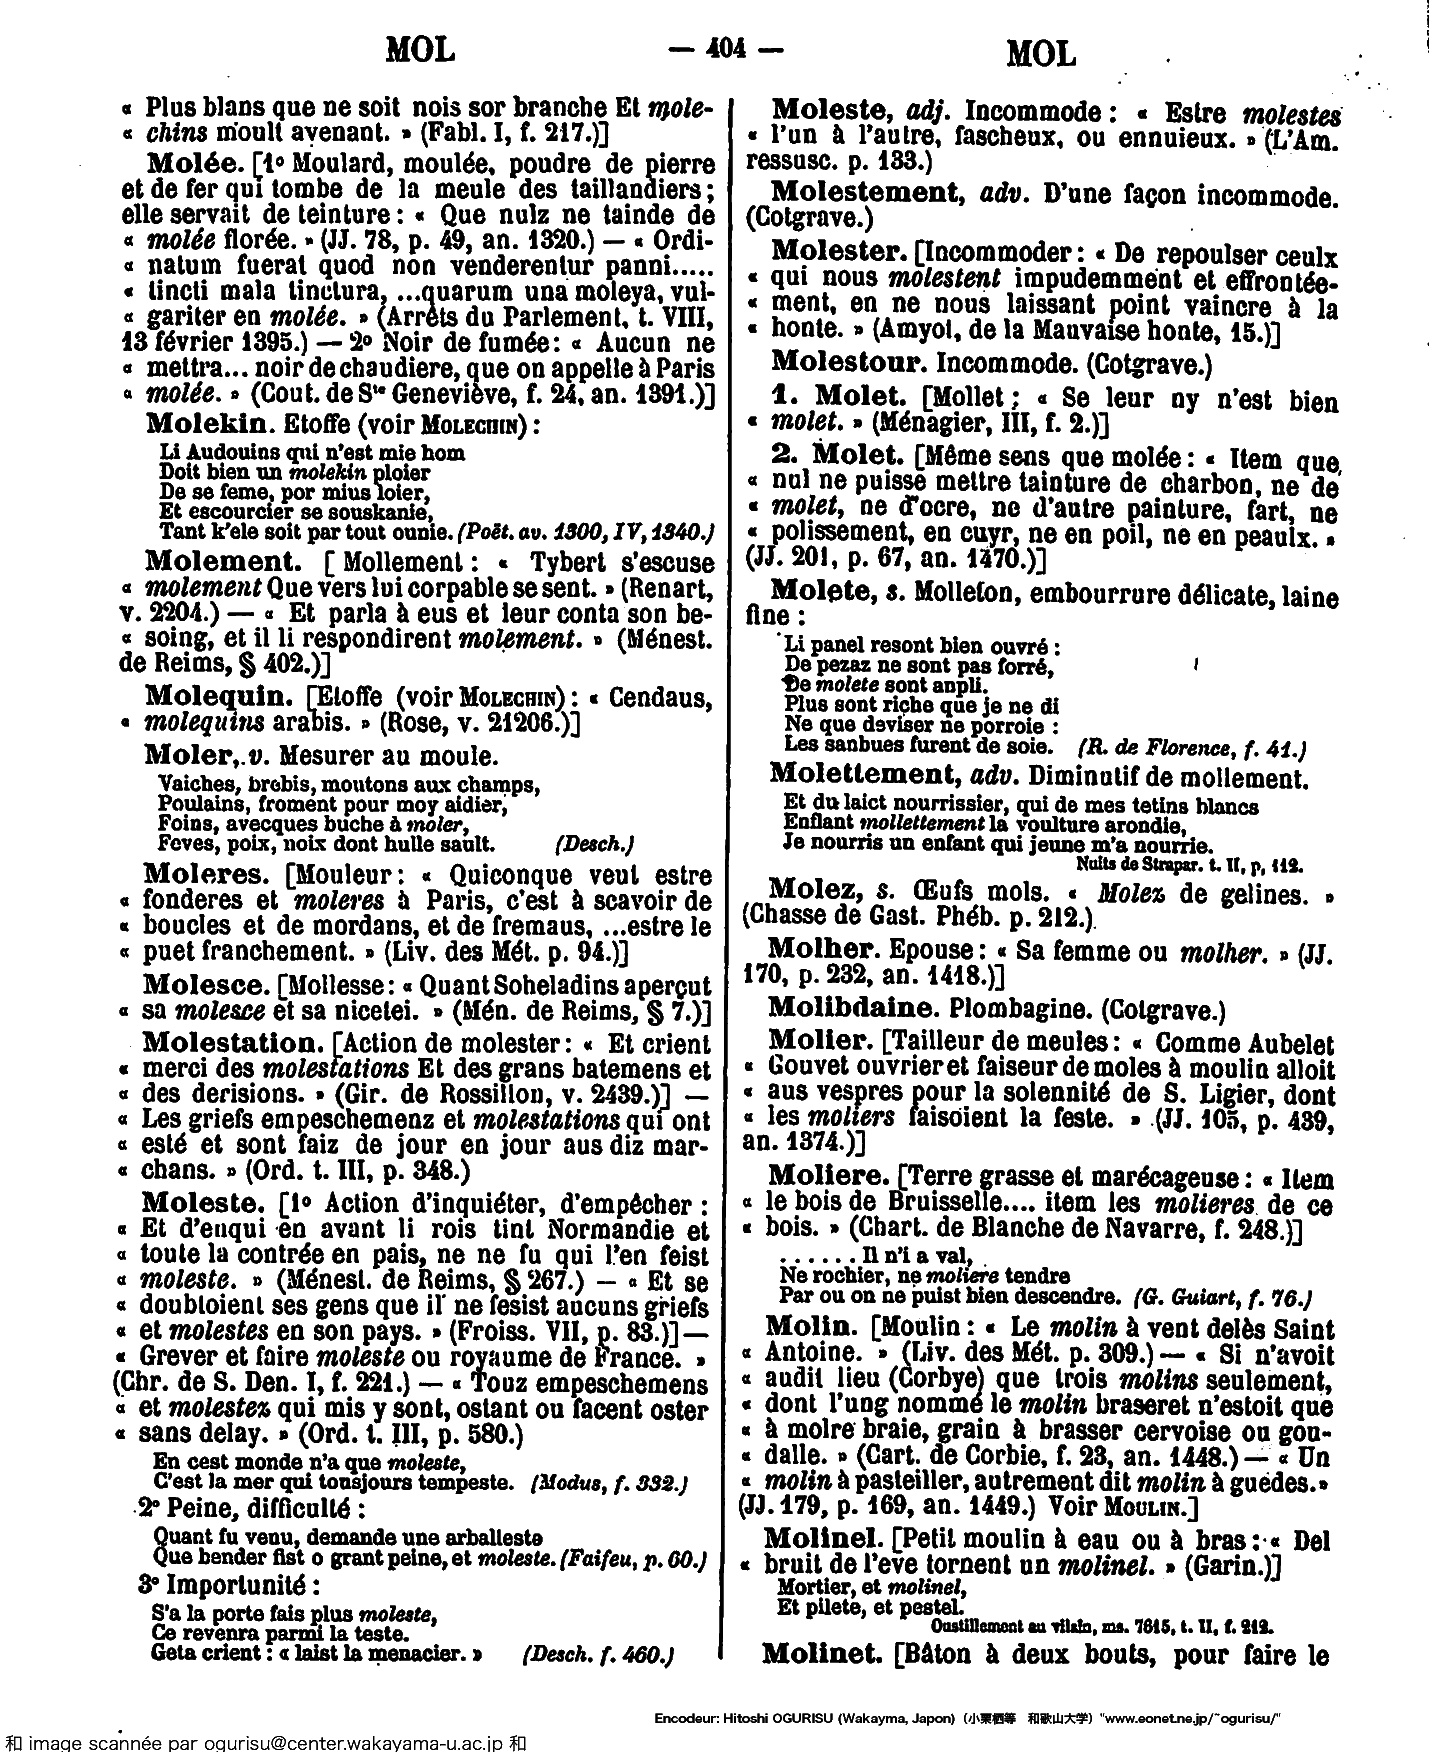 MOL — 404 — MOL
« Plus blans que ne soit nois sor branche Et mole-
« chins moult avenant. » (Fabl. I, f. 217.)]
Molée. [1º Moulard, moulée, poudre de pierre
et de fer qui tombe de la meule des taillandiers ;
elle servait de teinture : « Que nulz ne tainde de
« molée florée. » (JJ. 78, p. 49, an. 1320.) — « Ordi-
« natum fuerat quod non venderentur panni.....
« tincti mala tinctura, ...quarum una moleya, vul-
« gariter en molée. » (Arrêts du Parlement, t. VIII,
13 février 1395.) — 2º Noir de fumée : « Aucun ne
« mettra... noir de chaudiere, que on appelle à Paris
« molée. » (Cout. de Ste Geneviève, f. 24, an. 1391.)]
Molekin. Etoffe (voir MOLECHIN) :
Li Audouins qui n'est mie hom
Doit bien un molekin ploier
De se feme, por mius loier,
Et escourcier se souskanie,
Tant k'ele soit par tout ounie. (Poët. av. 1300, IV, 1340.)
Molement. [ Mollement : « Tybert s'escuse
« molement Que vers lui corpable se sent. » (Renart,
v. 2204.) — « Et parla à eus et leur conta son be-
« soing, et il li respondirent molement. » (Ménest.
de Reims, § 402.)]
Molequin. [Etoffe (voir MOLECHIN) : « Cendaus,
« molequins arabis. » (Rose, v. 21206.)]
Moler, v. Mesurer au moule.
Vaiches, brebis, moutons aux champs,
Poulains, froment pour moy aidier,
Foins, avecques buche à moler,
Feves, poix, noix dont hulle sault. (Desch.)
Moleres. [Mouleur : « Quiconque veut estre
« fonderes et moleres à Paris, c'est à scavoir de
« boucles et de mordans, et de fremaus, ...estre le
« puet franchement. » (Liv. des Mét. p. 94.)]
Molesce. [Mollesse : « Quant Soheladins aperçut
« sa molesce et sa nicetei. » (Mén. de Reims, § 7.)]
Molestation. [Action de molester : « Et crient
« merci des molestations Et des grans batemens et
« des derisions. » (Gir. de Rossillon, v. 2439.)] —
« Les griefs empeschemenz et molestations qui ont
« esté et sont faiz de jour en jour aus diz mar-
« chans. » (Ord. t. III, p. 348.)
Moleste. [1º Action d'inquiéter, d'empêcher :
« Et d'enqui en avant li rois tint Normandie et
« toute la contrée en pais, ne ne fu qui l'en feist
« moleste. » (Ménest. de Reims, § 267.) — « Et se
« doubtoient ses gens que il ne fesist aucuns griefs
« et molestes en son pays. » (Froiss. VII, p. 83.)] —
« Grever et faire moleste ou royaume de France. »
(Chr. de S. Den. I, f. 221.) — « Touz empeschemens
« et molestez qui mis y sont, ostant ou facent oster
« sans delay. » (Ord. t. III, p. 580.)
En cest monde n'a que moleste,
C'est la mer qui tousjours tempeste. (Modus, f. 332.)
2º Peine, difficulté :
Quant fu venu, demande une arballeste
Que bender fist o grant peine, et moleste. (Faifeu, p. 60.)
3º Importunité :
S'a la porte fais plus moleste,
Ce revenra parmi la teste.
Geta crient : « laist la menacier. » (Desch. f. 460.)
Moleste, adj. Incommode : « Estre molestes
« l'un à l'autre, fascheux, ou ennuieux. » (L'Am.
ressusc. p. 133.)
Molestement, adv. D'une façon incommode.
(Cotgrave.)
Molester. [Incommoder : « De repoulser ceulx
« qui nous molestent impudemment et effrontée-
« ment, en ne nous laissant point vaincre à la
« honte. » (Amyot, de la Mauvaise honte, 15.)]
Molestour. Incommode. (Cotgrave.)
1. Molet. [Mollet ; « Se leur ny n'est bien
« molet. » (Ménagier, III, f. 2.)]
2. Molet. [Même sens que molée : « Item que
« nul ne puisse mettre tainture de charbon, ne de
« molet, ne d'ocre, ne d'autre painture, fart, ne
« polissement, en cuyr, ne en poil, ne en peaulx. »
(JJ. 201, p. 67, an. 1470.)]
Molete, s. Molleton, embourrure délicate, laine
fine :
Li panel resont bien ouvré :
De pezaz ne sont pas forré,
De molete sont anpli.
Plus sont riche que je ne di
Ne que deviser ne porroie :
Les sanbues furent de soie. (R. de Florence, f. 41.)
Molettement, adv. Diminutif de mollement.
Et du laict nourrissier, qui de mes tetins blancs
Enflant mollettement la voulture arondie,
Je nourris un enfant qui jeune m'a nourrie.
Nuits de Strapar. t. II, p, 112.
Molez, s. Œufs mols. « Molez de gelines. »
(Chasse de Gast. Phéb. p. 212.)
Molher. Epouse : « Sa femme ou molher. » (JJ.
170, p. 232, an. 1418.)]
Molibdaine. Plombagine. (Cotgrave.)
Molier. [Tailleur de meules : « Comme Aubelet
« Gouvet ouvrier et faiseur de moles à moulin alloit
« aus vespres pour la solennité de S. Ligier, dont
« les moliers faisoient la feste. » (JJ. 105, p. 439,
an. 1374.)]
Moliere. [Terre grasse et marécageuse : « Item
« le bois de Bruisselle.... item les molieres de ce
« bois. » (Chart. de Blanche de Navarre, f. 248.)]
. . . . . . Il n'i a val,
Ne rochier, ne moliere tendre
Par ou on ne puist bien descendre. (G. Guiart, f. 76.)
Molin. [Moulin : « Le molin à vent delès Saint
« Antoine. » (Liv. des Mét. p. 309.) — « Si n'avoit
« audit lieu (Corbye) que trois molins seulement,
« dont l'ung nommé le molin braseret n'estoit que
« à molre braie, grain à brasser cervoise ou gou-
« dalle. » (Cart. de Corbie, f. 23, an. 1448.) — « Un
« molin à pasteiller, autrement dit molin à guedes. »
(JJ. 179, p. 169, an. 1449.) Voir MOULIN.]
Molinel. [Petit moulin à eau ou à bras : « Del
« bruit de l'eve tornent un molinel. » (Garin.)]
Mortier, et molinel,
Et pilete, et pestel.
Oustillement au vilain, ms. 7615, t. II, f. 212.
Molinet. [Bâton à deux bouts, pour faire le
Encodeur: Hitoshi OGURISU (Wakayma, Japon) (小栗栖等 和歌山大学) "www.eonet.ne.jp/~ogurisu/"
和 image scannée par ogurisu@center.wakayama-u.ac.jp 和